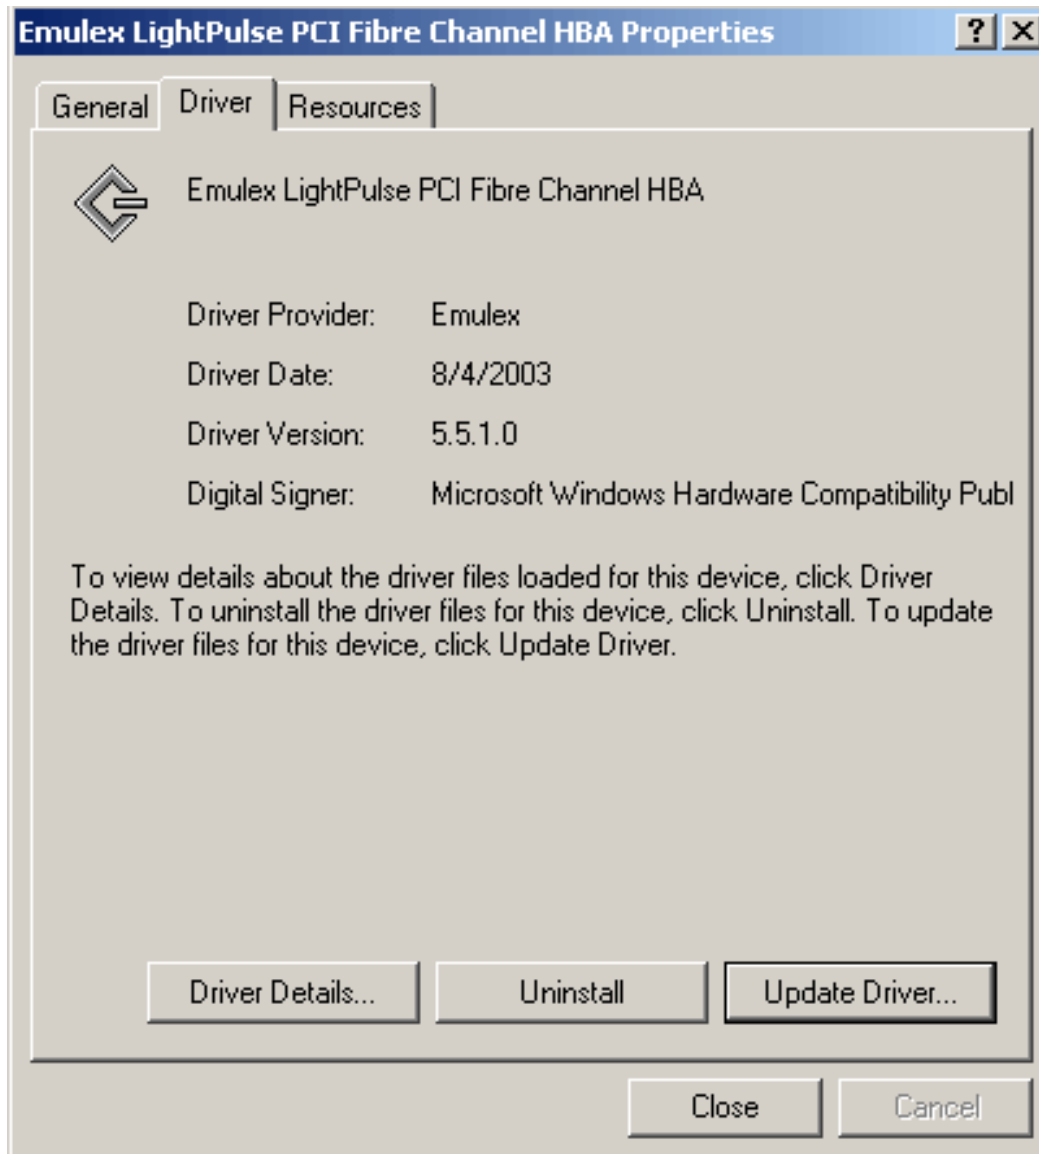 Emulex LightPulse PCI Fibre Channel HBA Properties
General Driver Resources
Emulex LightPulse PCI Fibre Channel HBA
Driver Provider: Emulex
Driver Date: 8/4/2003
Driver Version: 5.5.1.0
Digital Signer: Microsoft Windows Hardware Compatibility Publ
To view details about the driver files loaded for this device, click Driver
Details. To uninstall the driver files for this device, click Uninstall. To update
the driver files for this device, click Update Driver.
Driver Details... Uninstall Update Driver...
Close Cancel